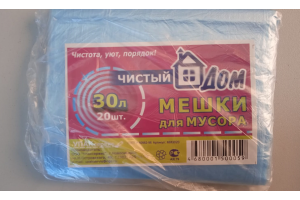 Чистота, уют, порядок!
ЧИСТЫЙ ДОМ
30л
20шт.
МЕШКИ
для МУСОРА